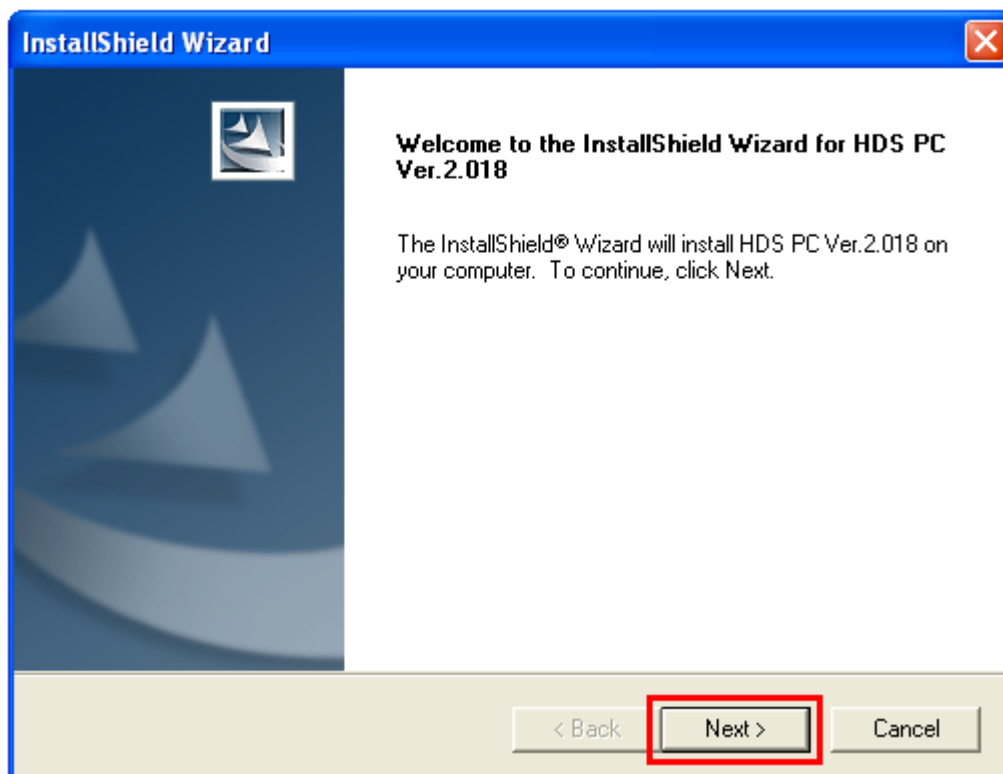 InstallShield Wizard
Welcome to the InstallShield Wizard for HDS PC
Ver.2.018
The InstallShield® Wizard will install HDS PC Ver.2.018 on
your computer.  To continue, click Next.
< Back
Next >
Cancel